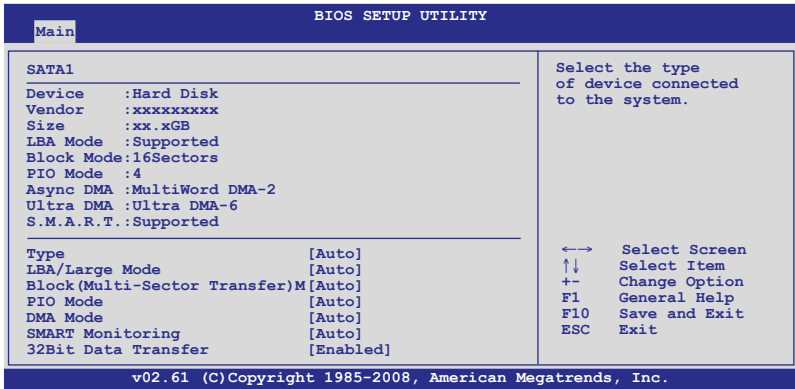 BIOS SETUP UTILITY
Main
SATA1
Device :Hard Disk
Vendor :xxxxxxxxx
Size :xx.xGB
LBA Mode :Supported
Block Mode:16Sectors
PIO Mode :4
Async DMA :MultiWord DMA-2
Ultra DMA :Ultra DMA-6
S.M.A.R.T.:Supported
Type [Auto]
LBA/Large Mode [Auto]
Block(Multi-Sector Transfer)M[Auto]
PIO Mode [Auto]
DMA Mode [Auto]
SMART Monitoring [Auto]
32Bit Data Transfer [Enabled]
Select the type
of device connected
to the system.
←→ Select Screen
↑↓ Select Item
+- Change Option
F1 General Help
F10 Save and Exit
ESC Exit
v02.61 (C)Copyright 1985-2008, American Megatrends, Inc.